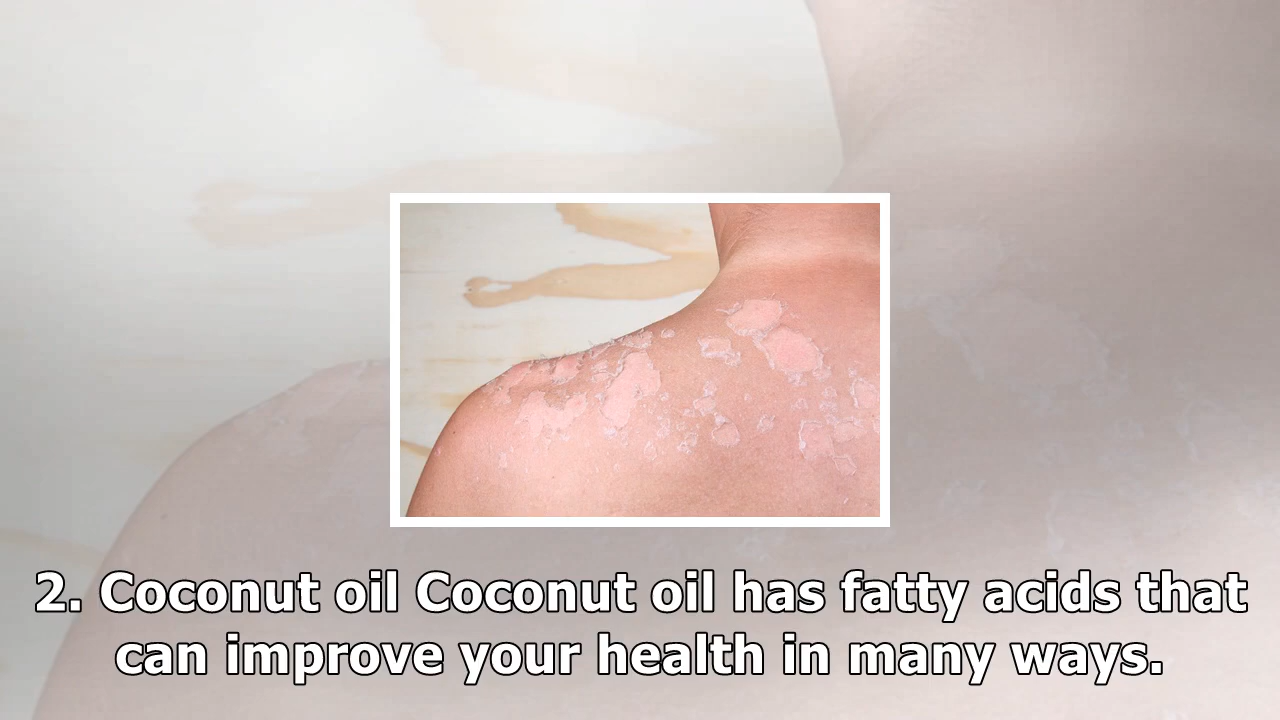 2. Coconut oil Coconut oil has fatty acids that
can improve your health in many ways.